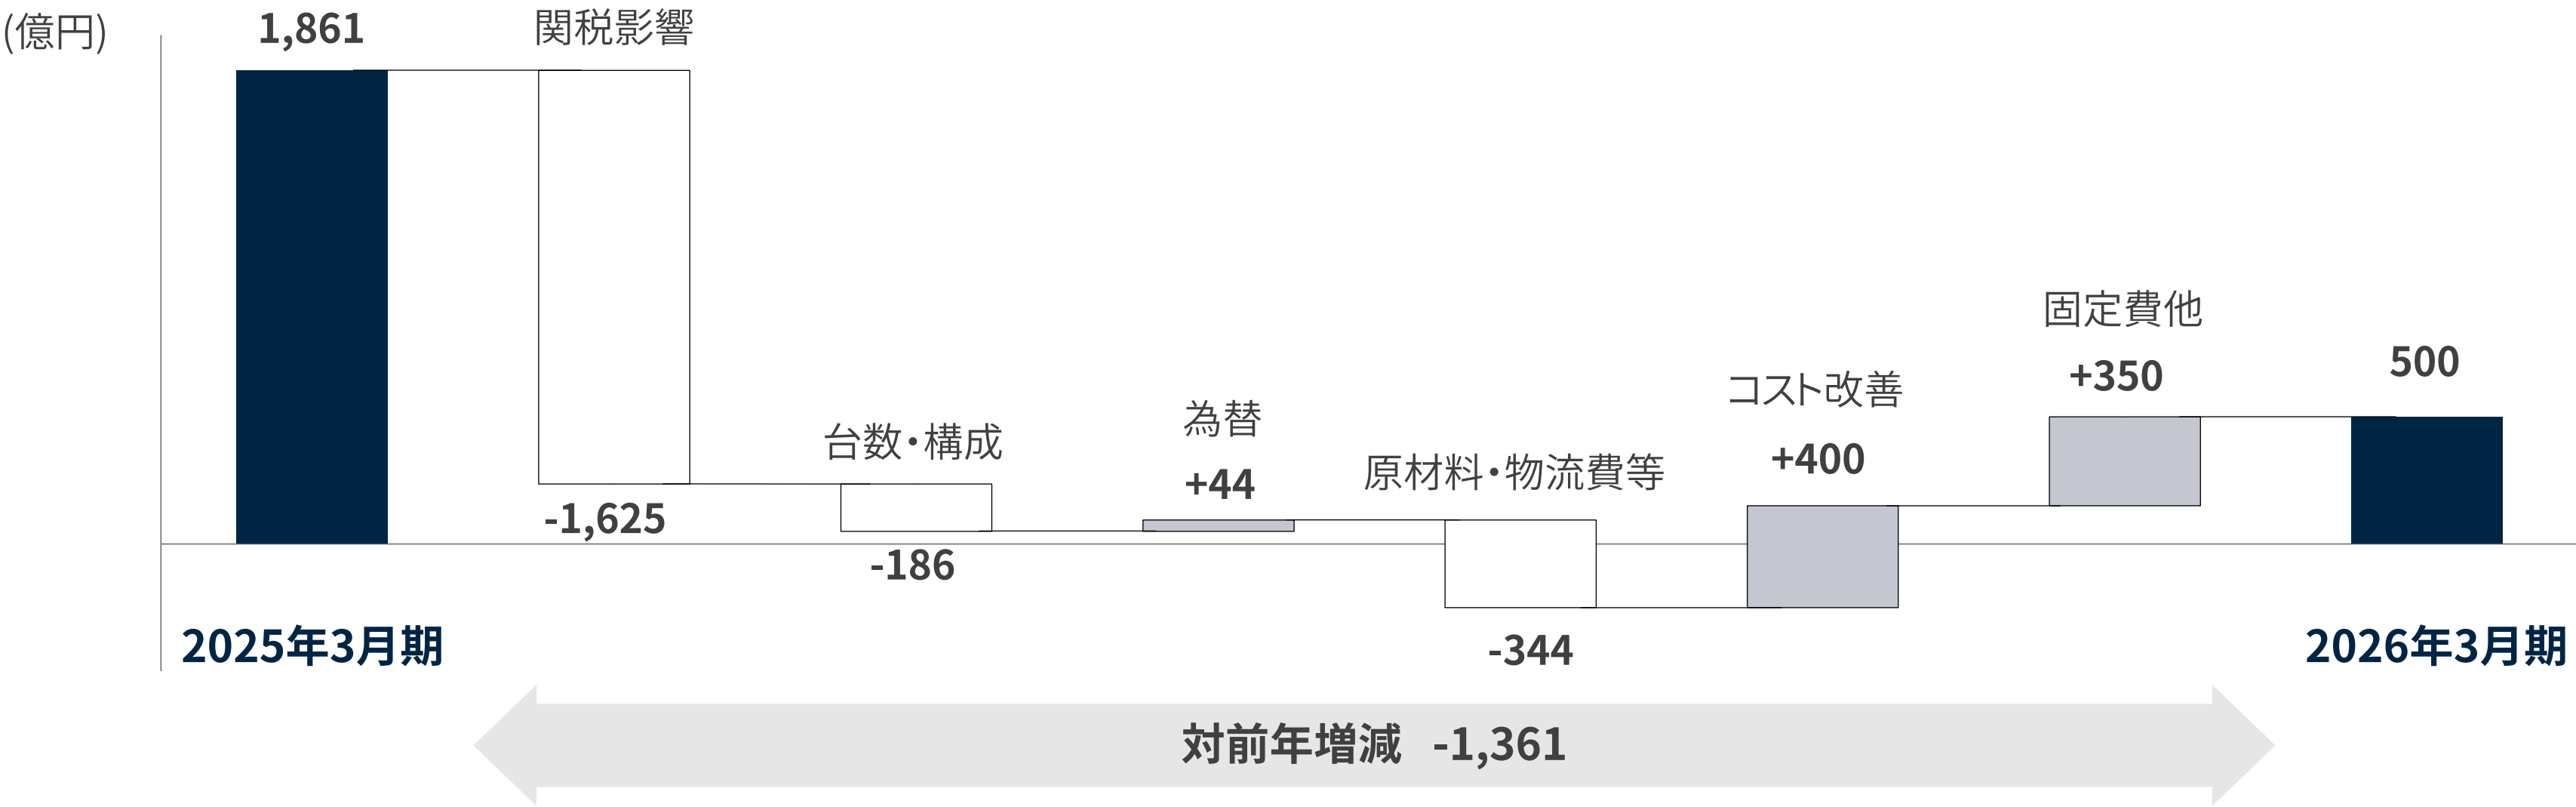 (億円)
1,861
関税影響
-1,625
台数・構成
-186
為替
+44
原材料・物流費等
-344
コスト改善
+400
固定費他
+350
500
2025年3月期
2026年3月期
対前年増減 -1,361